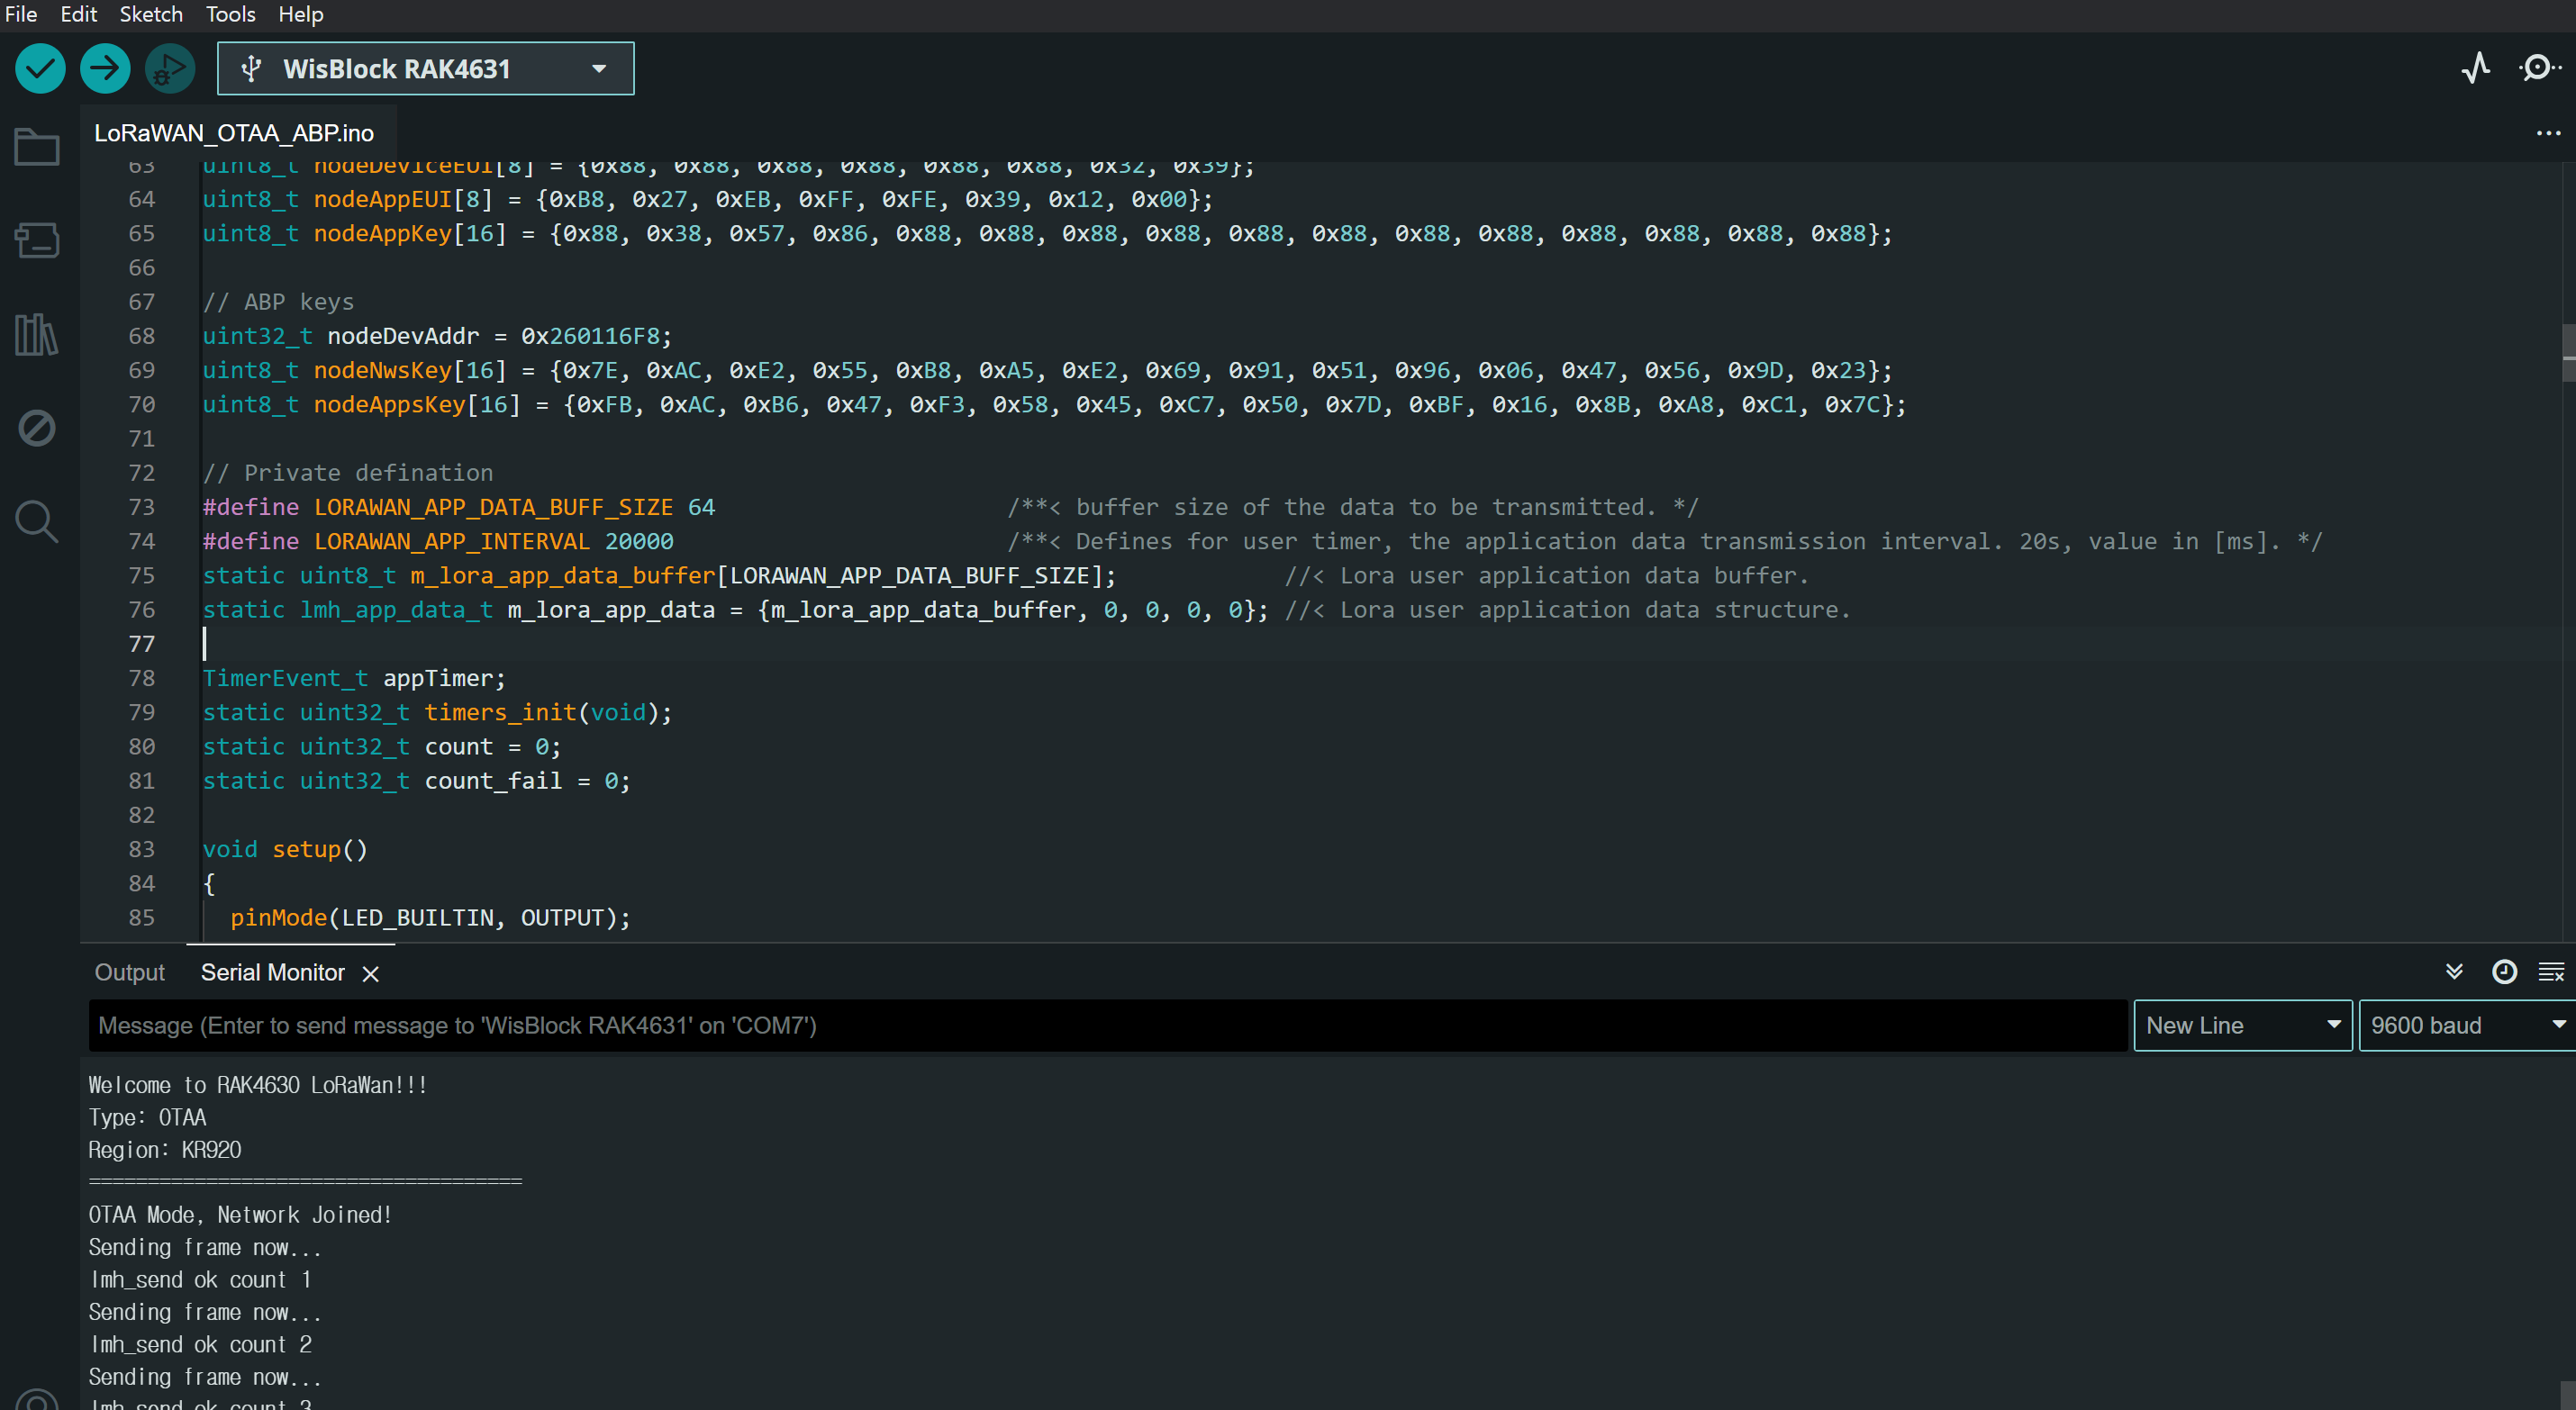 File Edit Sketch Tools Help
WisBlock RAK4631
LoRaWAN_OTAA_ABP.ino
63 uint8_t nodeDeviceEUI[8] = {0x88, 0x88, 0x88, 0x88, 0x88, 0x88, 0x32, 0x39};
64 uint8_t nodeAppEUI[8] = {0xB8, 0x27, 0xEB, 0xFF, 0xFE, 0x39, 0x12, 0x00};
65 uint8_t nodeAppKey[16] = {0x88, 0x38, 0x57, 0x86, 0x88, 0x88, 0x88, 0x88, 0x88, 0x88, 0x88, 0x88, 0x88, 0x88, 0x88, 0x88};
66
67 // ABP keys
68 uint32_t nodeDevAddr = 0x260116F8;
69 uint8_t nodeNwsKey[16] = {0x7E, 0xAC, 0xE2, 0x55, 0xB8, 0xA5, 0xE2, 0x69, 0x91, 0x51, 0x96, 0x06, 0x47, 0x56, 0x9D, 0x23};
70 uint8_t nodeAppsKey[16] = {0xFB, 0xAC, 0xB6, 0x47, 0xF3, 0x58, 0x45, 0xC7, 0x50, 0x7D, 0xBF, 0x16, 0x8B, 0xA8, 0xC1, 0x7C};
71
72 // Private defination
73 #define LORAWAN_APP_DATA_BUFF_SIZE 64 /**< buffer size of the data to be transmitted. */
74 #define LORAWAN_APP_INTERVAL 20000 /**< Defines for user timer, the application data transmission interval. 20s, value in [ms]. */
75 static uint8_t m_lora_app_data_buffer[LORAWAN_APP_DATA_BUFF_SIZE]; //< Lora user application data buffer.
76 static lmh_app_data_t m_lora_app_data = {m_lora_app_data_buffer, 0, 0, 0, 0}; //< Lora user application data structure.
77
78 TimerEvent_t appTimer;
79 static uint32_t timers_init(void);
80 static uint32_t count = 0;
81 static uint32_t count_fail = 0;
82
83 void setup()
84 {
85 pinMode(LED_BUILTIN, OUTPUT);
Output Serial Monitor
Message (Enter to send message to 'WisBlock RAK4631' on 'COM7') New Line 9600 baud
Welcome to RAK4630 LoRaWan!!!
Type: OTAA
Region: KR920
=====================================
OTAA Mode, Network Joined!
Sending frame now...
lmh_send ok count 1
Sending frame now...
lmh_send ok count 2
Sending frame now...
lmh_send ok count 3